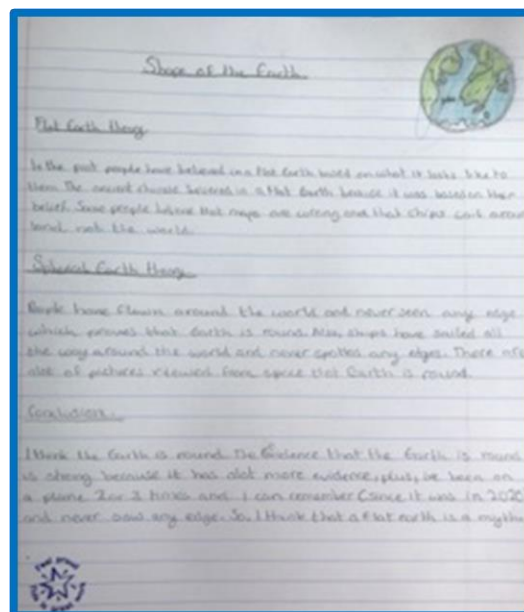 Shape of the Earth
Flat Earth theory
In the past people have believed in a flat Earth based on what it looks like to
them. The ancient chinese believed in a flat Earth because it was based on their
belief. Some people believe that maps are wrong and that ships sail around
land not the world.
Spherical Earth theory
People have flown around the world and never seen any edge
which proves that Earth is round. Also, ships have sailed all
the way around the world and never spotted any edges. There are
alot of pictures from space that Earth is round.
Conclusion.
I think the Earth is round. The Evidence that the Earth is round
is strong because it has alot more evidence, plus, ive been on
a plane 2 or 3 times and I can remember (since it was in 2020
and never saw any edge. So, I think that a flat earth is a myth